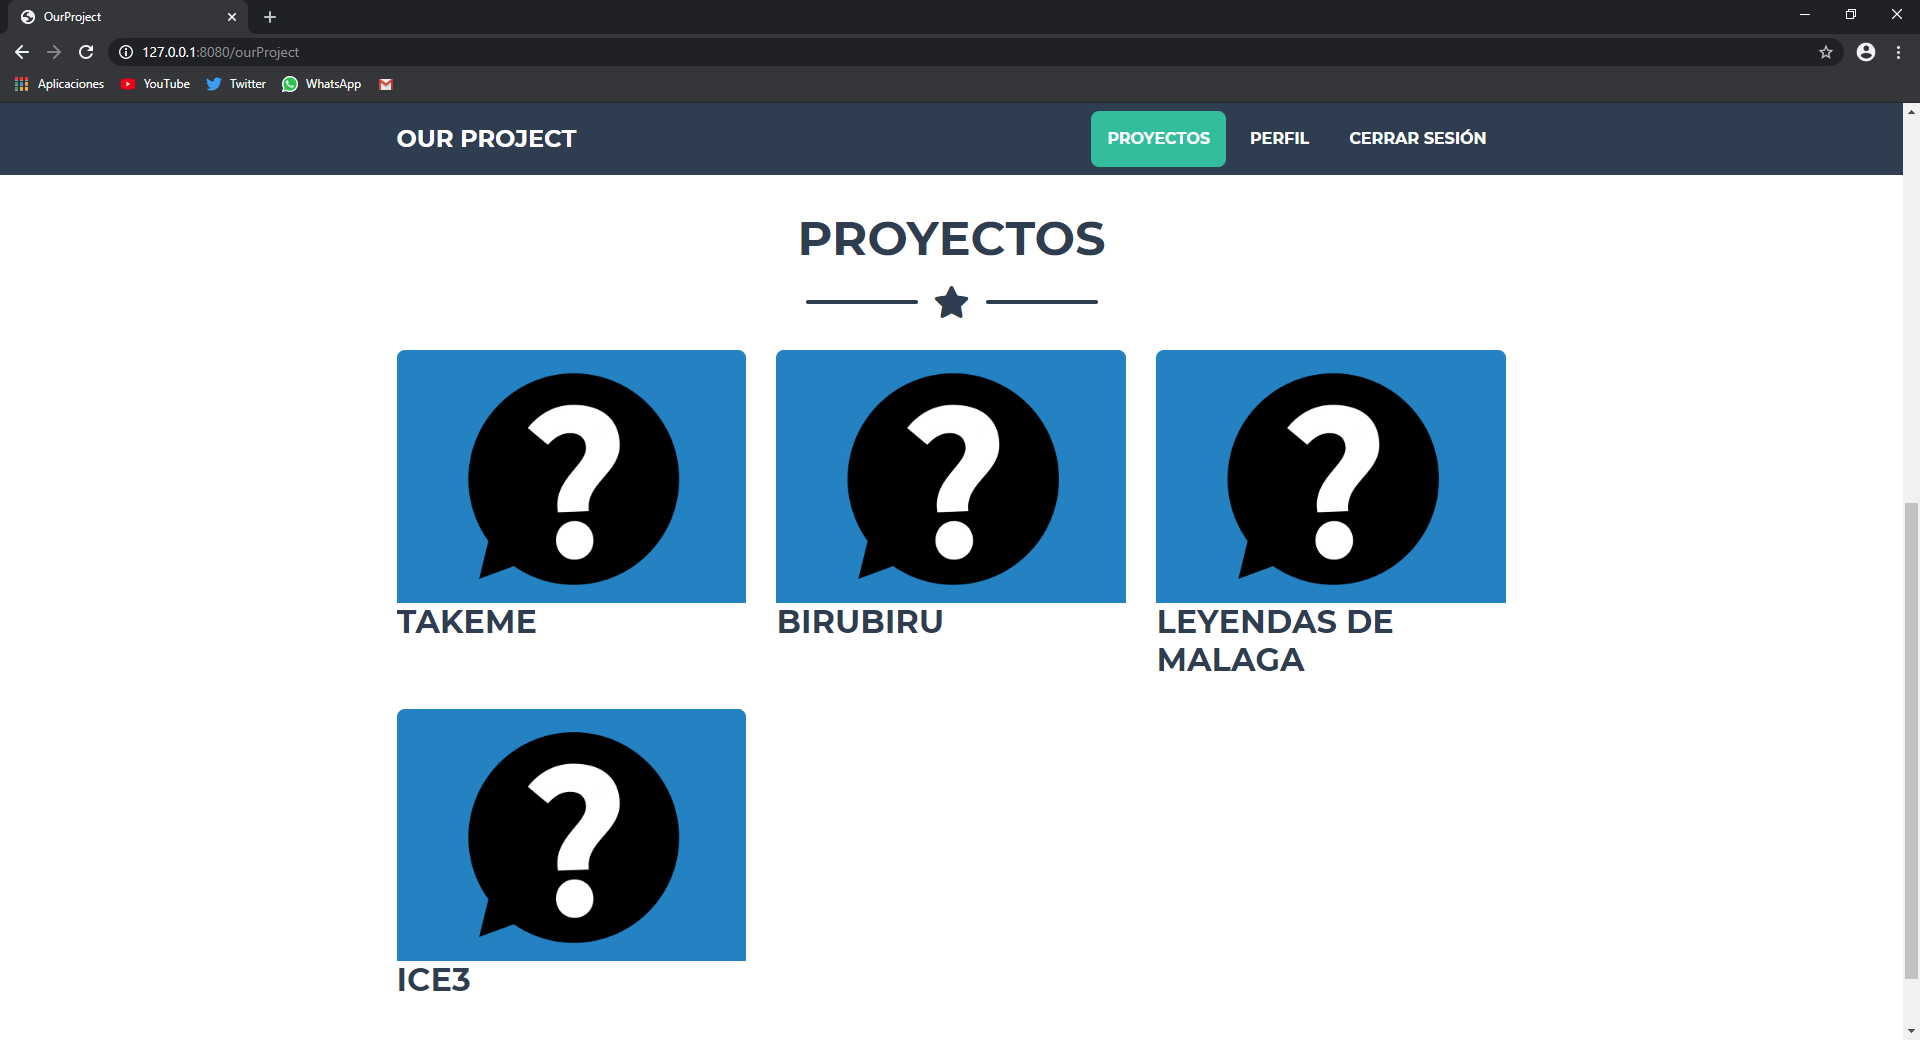 OurProject
127.0.0.1:8080/ourProject
Aplicaciones YouTube Twitter WhatsApp
OUR PROJECT PROYECTOS PERFIL CERRAR SESIÓN
PROYECTOS
?
?
?
TAKEME
BIRUBIRU
LEYENDAS DE
MALAGA
?
ICE3